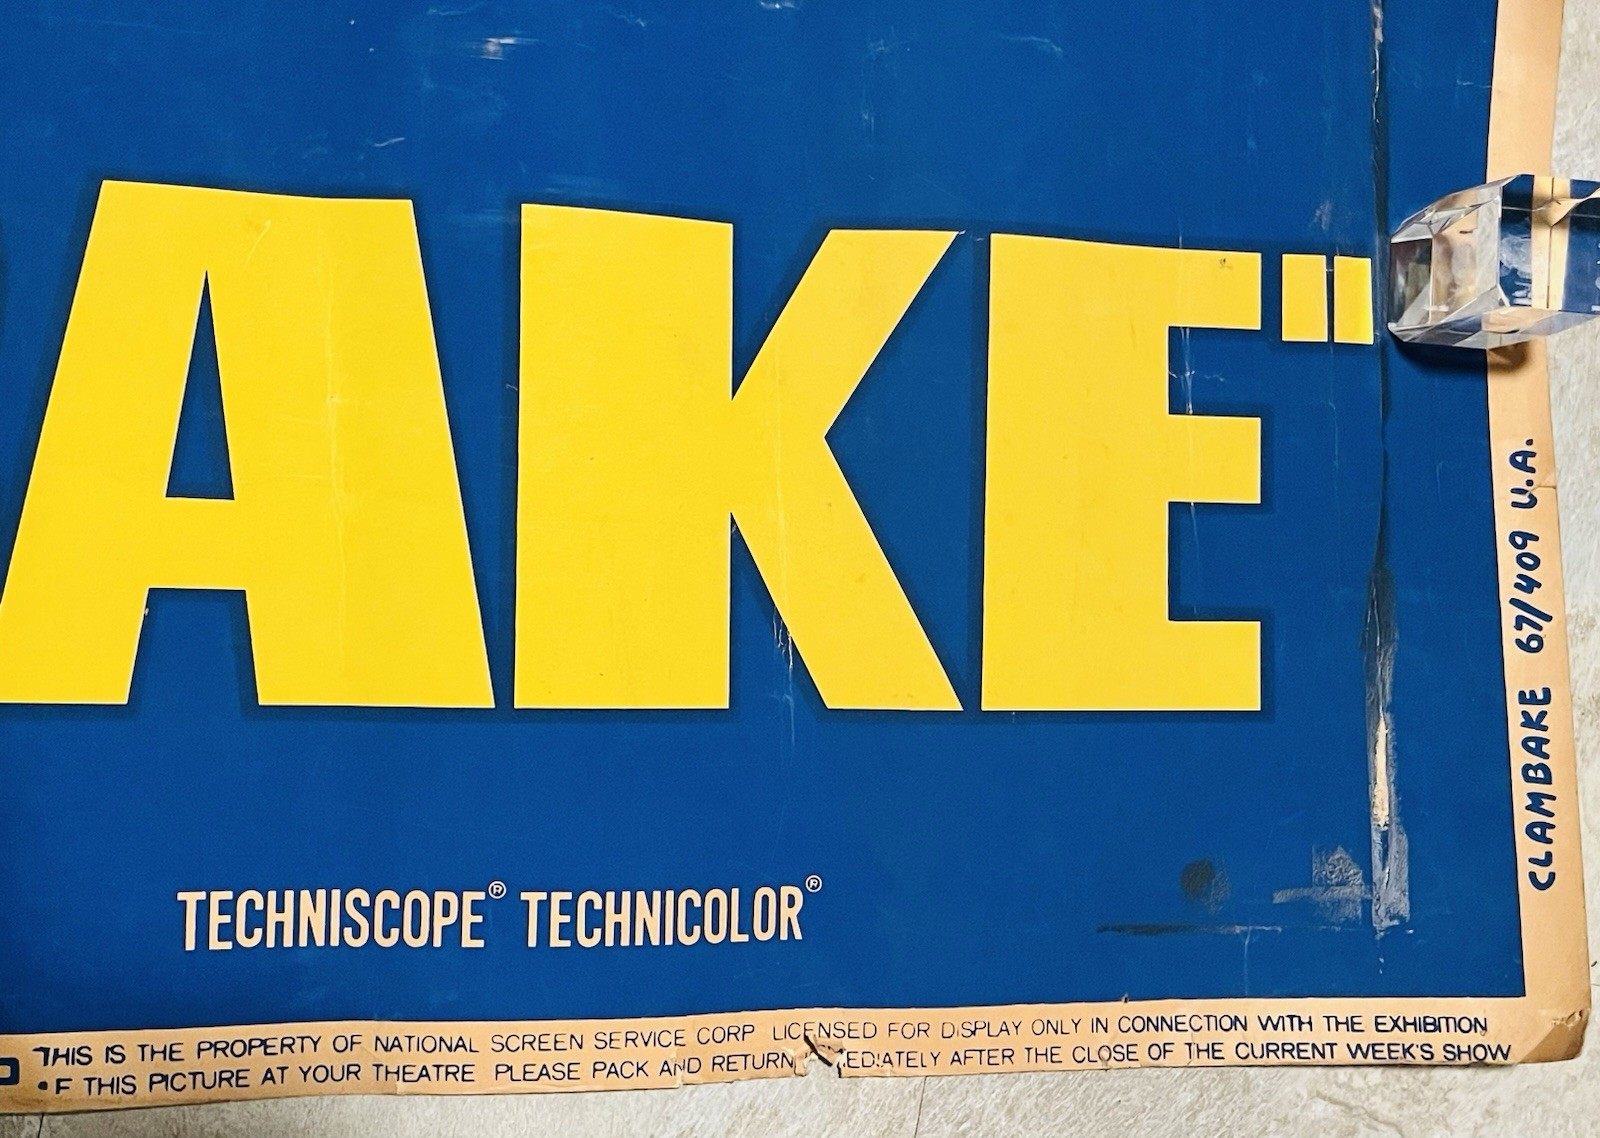 AKE"
TECHNISCOPE® TECHNICOLOR®
CLAMBAKE 67/409 U.A.
THIS IS THE PROPERTY OF NATIONAL SCREEN SERVICE CORP LICENSED FOR DISPLAY ONLY IN CONNECTION WITH THE EXHIBITION
F THIS PICTURE AT YOUR THEATRE PLEASE PACK AND RETURN EDIATELY AFTER THE CLOSE OF THE CURRENT WEEK'S SHOW